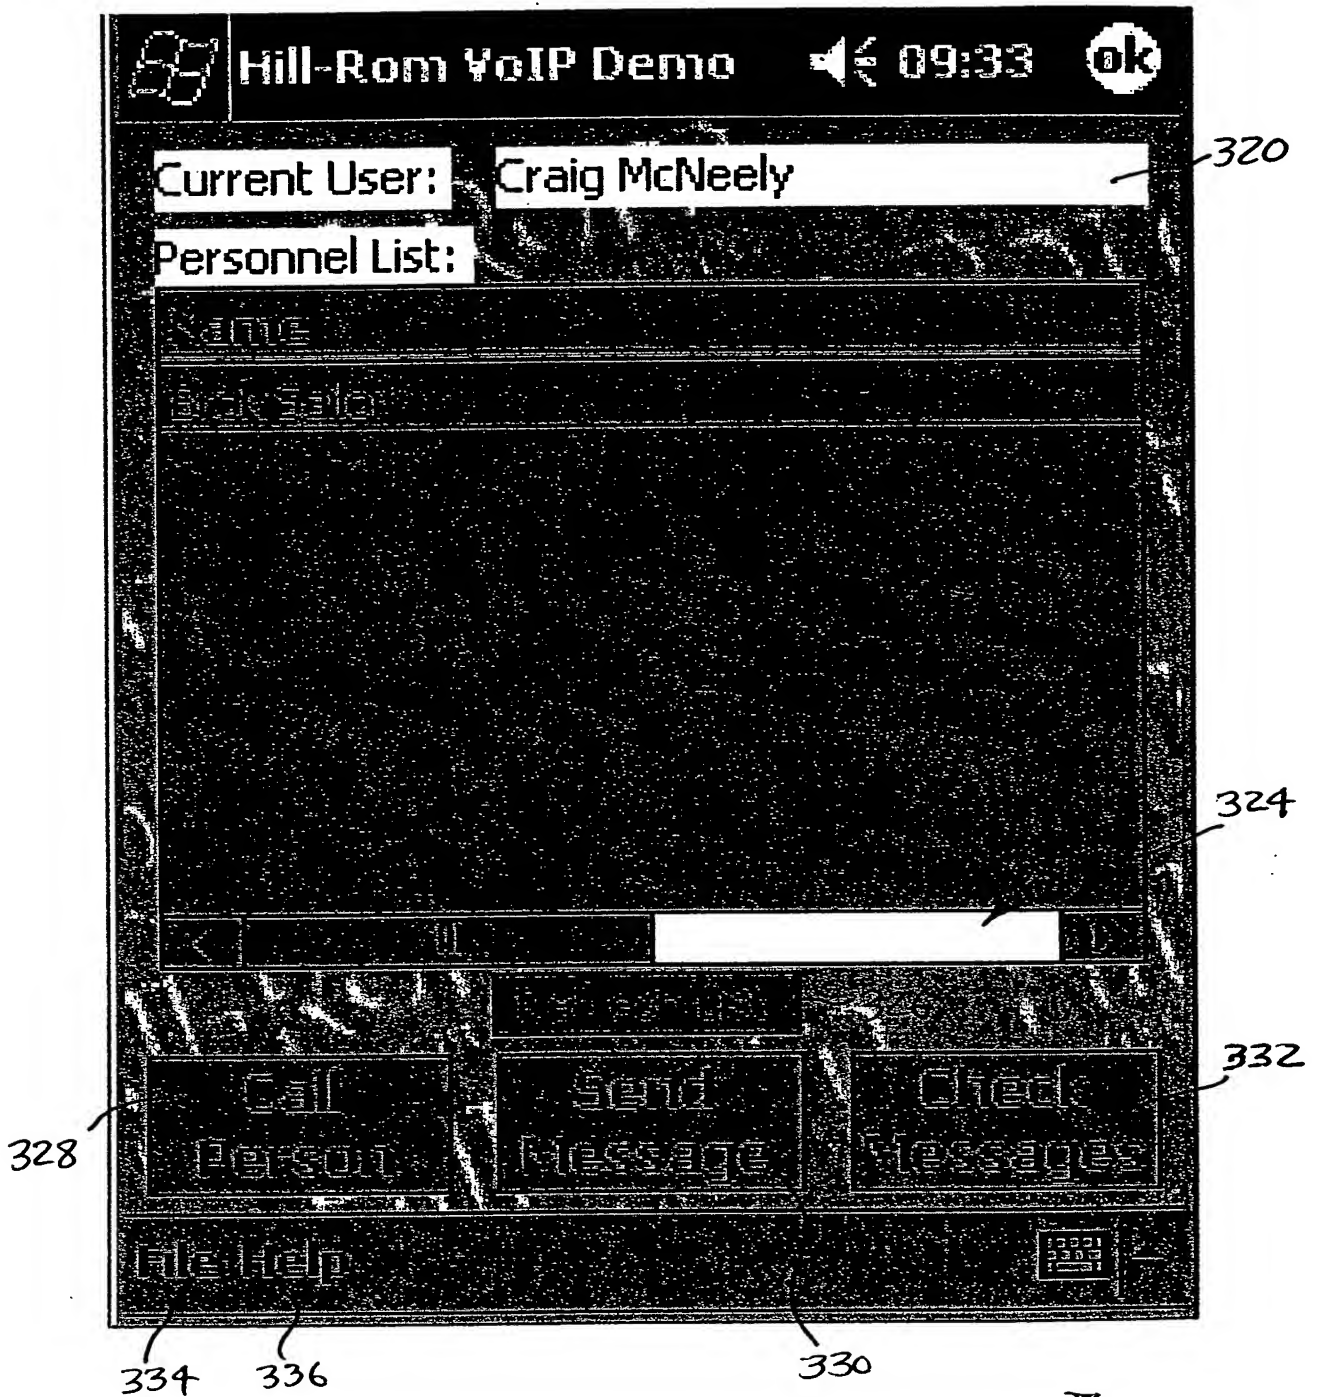 Hill-Rom VoIP Demo 09:33 ok
Current User: Craig McNeely 320
Personnel List:
Name
324
332
Call Person
Send Message
Check Messages
328
File Help
334 336 330